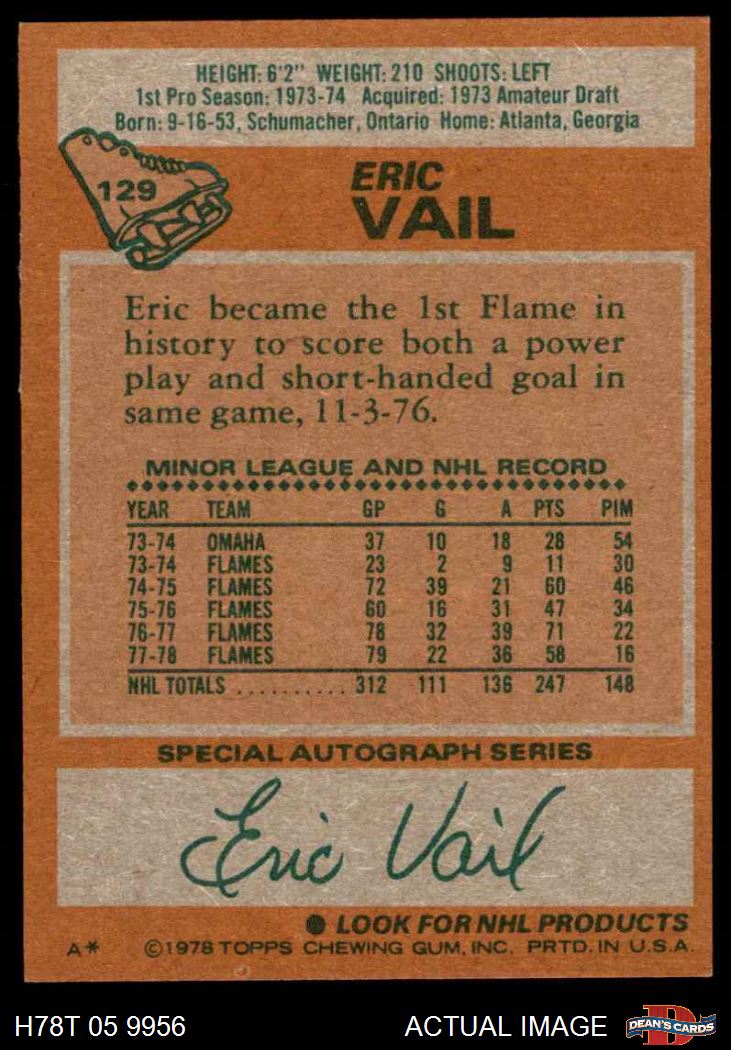 HEIGHT: 6'2" WEIGHT: 210 SHOOTS: LEFT
1st Pro Season: 1973-74 Acquired: 1973 Amateur Draft
Born: 9-16-53, Schumacher, Ontario Home: Atlanta, Georgia
129
ERIC
VAIL
Eric became the 1st Flame in
history to score both a power
play and short-handed goal in
same game, 11-3-76.
MINOR LEAGUE AND NHL RECORD
YEAR TEAM GP G A PTS PIM
73-74 OMAHA 37 10 18 28 54
73-74 FLAMES 23 2 9 11 30
74-75 FLAMES 72 39 21 60 46
75-76 FLAMES 60 16 31 47 34
76-77 FLAMES 78 32 39 71 22
77-78 FLAMES 79 22 36 58 16
NHL TOTALS .......... 312 111 136 247 148
SPECIAL AUTOGRAPH SERIES
Eric Vail
● LOOK FOR NHL PRODUCTS
A* ©1978 TOPPS CHEWING GUM, INC. PRTD. IN U.S.A.
H78T 05 9956 ACTUAL IMAGE D DEAN'S CARDS